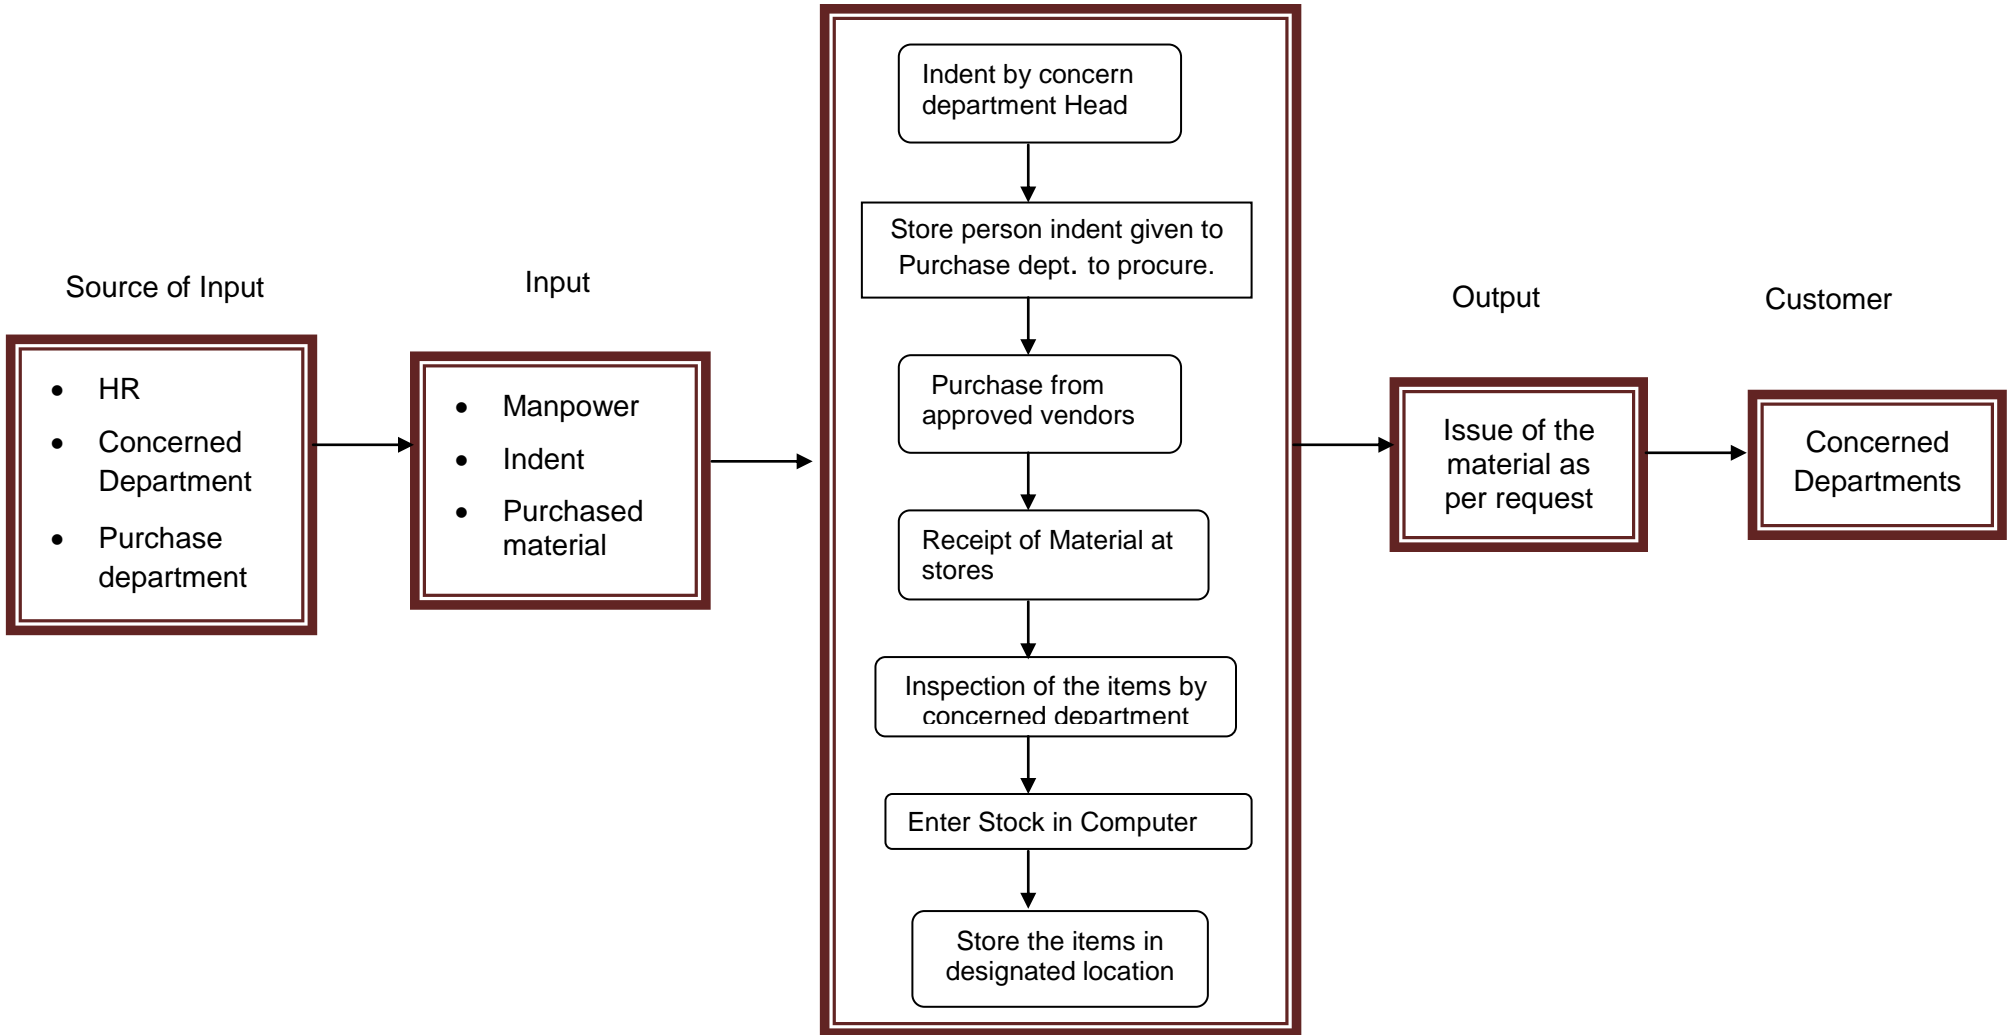 Source of Input
• HR
• Concerned
Department
• Purchase
department
Input
• Manpower
• Indent
• Purchased
material
Indent by concern
department Head
Store person indent given to
Purchase dept. to procure.
Purchase from
approved vendors
Receipt of Material at
stores
Inspection of the items by
concerned department
Enter Stock in Computer
Store the items in
designated location
Output
Issue of the
material as
per request
Customer
Concerned
Departments